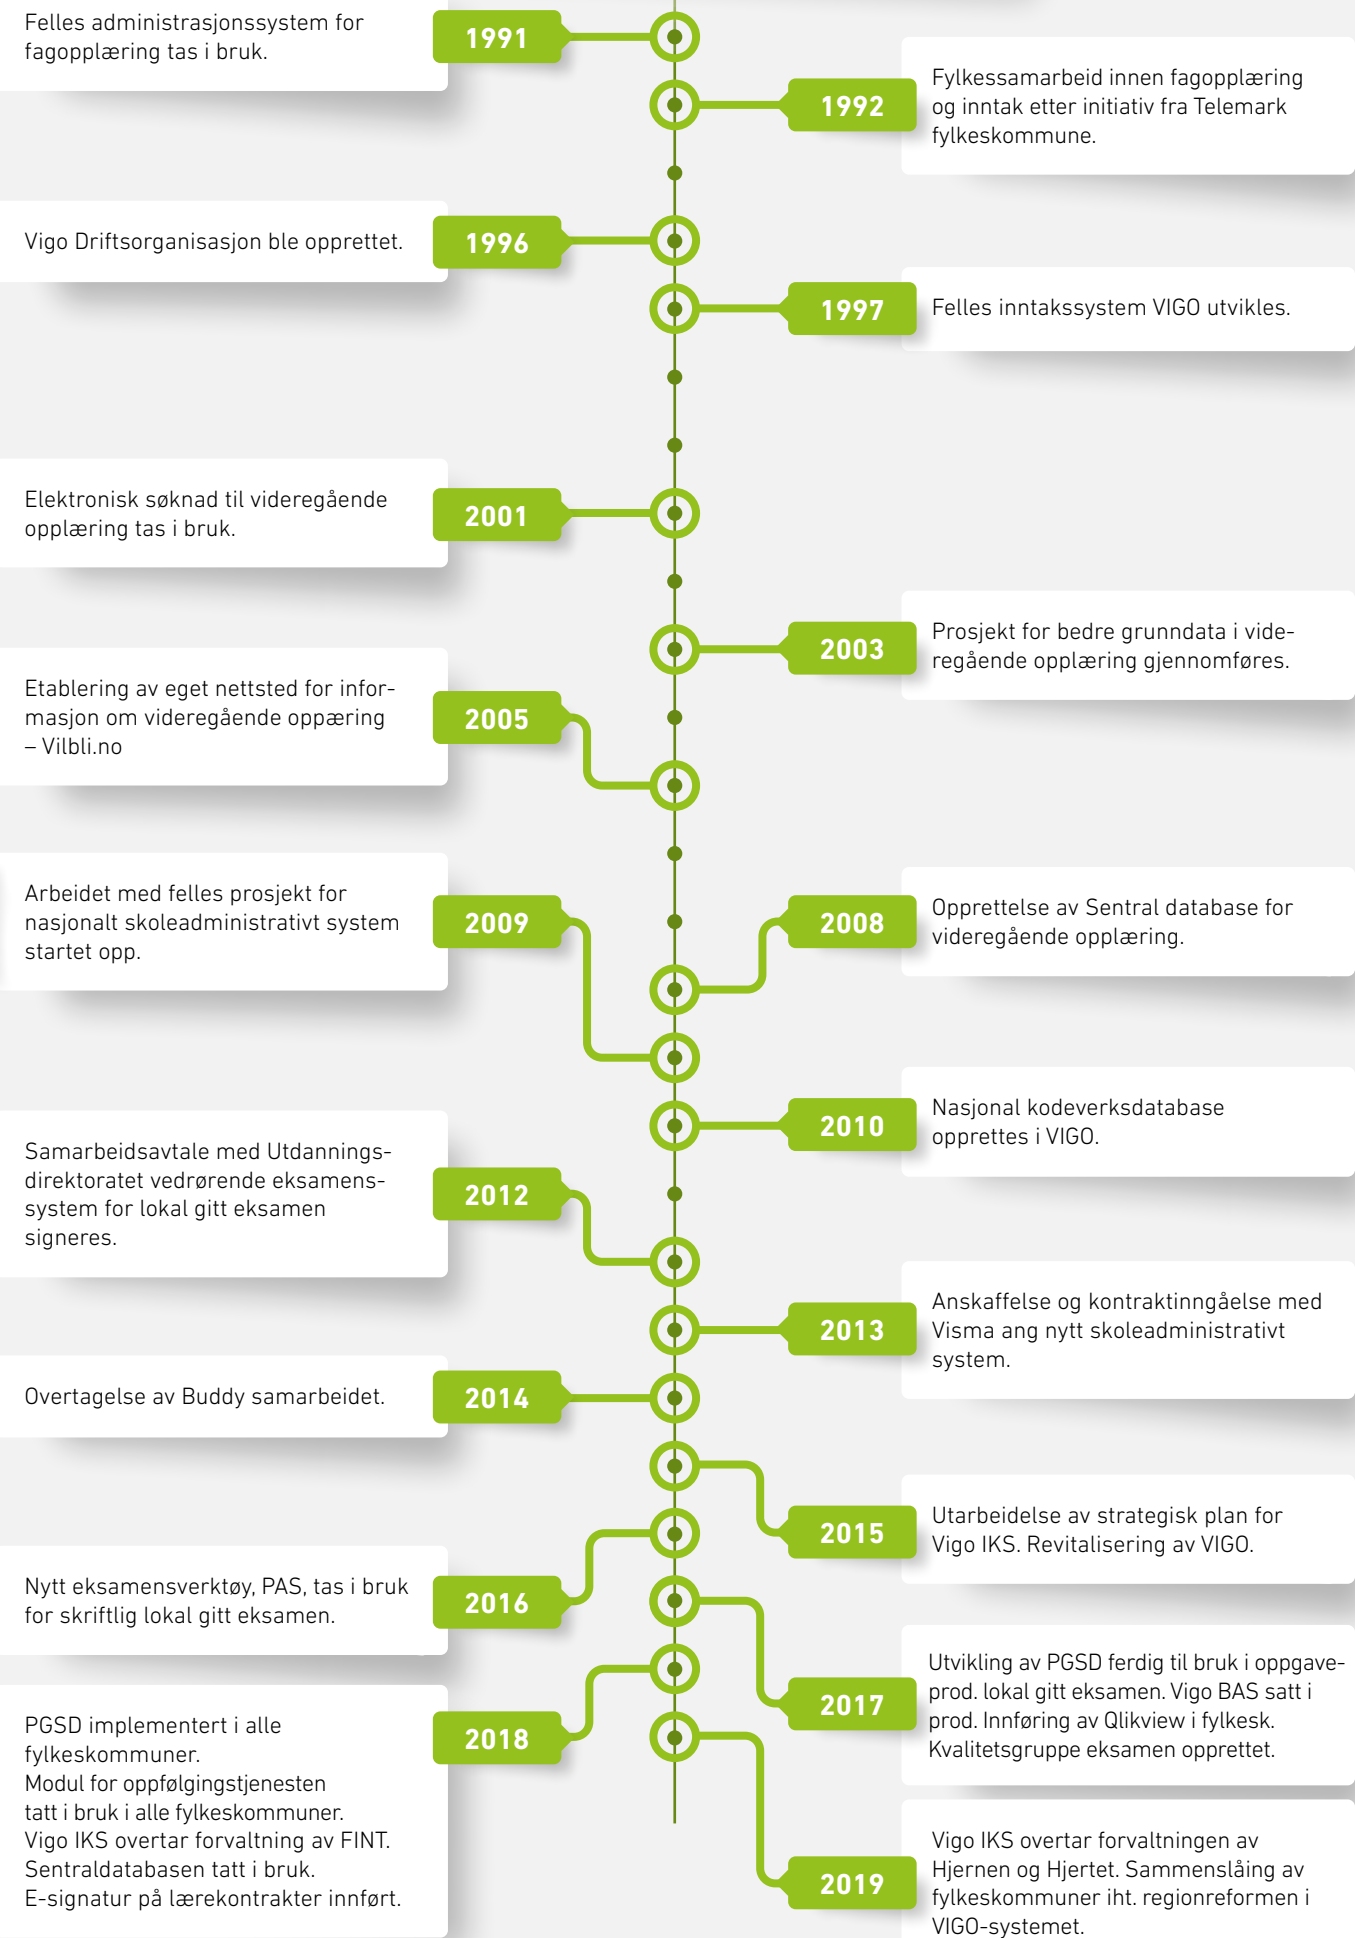 Felles administrasjonssystem for
fagopplæring tas i bruk.
1991
1992
Fylkessamarbeid innen fagopplæring
og inntak etter initiativ fra Telemark
fylkeskommune.
Vigo Driftsorganisasjon ble opprettet.
1996
1997
Felles inntakssystem VIGO utvikles.
Elektronisk søknad til videregående
opplæring tas i bruk.
2001
2003
Prosjekt for bedre grunndata i vide-
regående opplæring gjennomføres.
Etablering av eget nettsted for infor-
masjon om videregående oppæring
– Vilbli.no
2005
2008
Opprettelse av Sentral database for
videregående opplæring.
Arbeidet med felles prosjekt for
nasjonalt skoleadministrativt system
startet opp.
2009
2010
Nasjonal kodeverksdatabase
opprettes i VIGO.
Samarbeidsavtale med Utdannings-
direktoratet vedrørende eksamens-
system for lokal gitt eksamen
signeres.
2012
2013
Anskaffelse og kontraktinngåelse med
Visma ang nytt skoleadministrativt
system.
Overtagelse av Buddy samarbeidet.
2014
2015
Utarbeidelse av strategisk plan for
Vigo IKS. Revitalisering av VIGO.
Nytt eksamensverktøy, PAS, tas i bruk
for skriftlig lokal gitt eksamen.
2016
2017
Utvikling av PGSD ferdig til bruk i oppgave-
prod. lokal gitt eksamen. Vigo BAS satt i
prod. Innføring av Qlikview i fylkesk.
Kvalitetsgruppe eksamen opprettet.
PGSD implementert i alle
fylkeskommuner.
Modul for oppfølgingstjenesten
tatt i bruk i alle fylkeskommuner.
Vigo IKS overtar forvaltning av FINT.
Sentraldatabasen tatt i bruk.
E-signatur på lærekontrakter innført.
2018
2019
Vigo IKS overtar forvaltningen av
Hjernen og Hjertet. Sammenslåing av
fylkeskommuner iht. regionreformen i
VIGO-systemet.